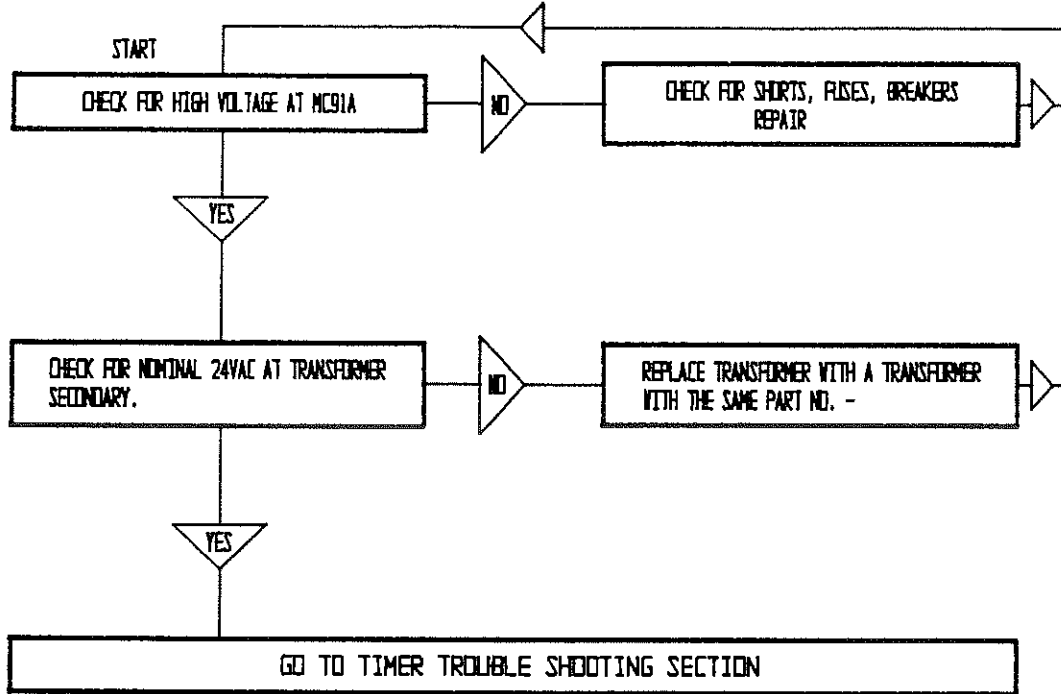 START
CHECK FOR HIGH VOLTAGE AT MC91A
NO
CHECK FOR SHORTS, FUSES, BREAKERS
REPAIR
YES
CHECK FOR NOMINAL 24VAC AT TRANSFORMER
SECONDARY.
NO
REPLACE TRANSFORMER WITH A TRANSFORMER
WITH THE SAME PART NO. -
YES
GO TO TIMER TROUBLE SHOOTING SECTION